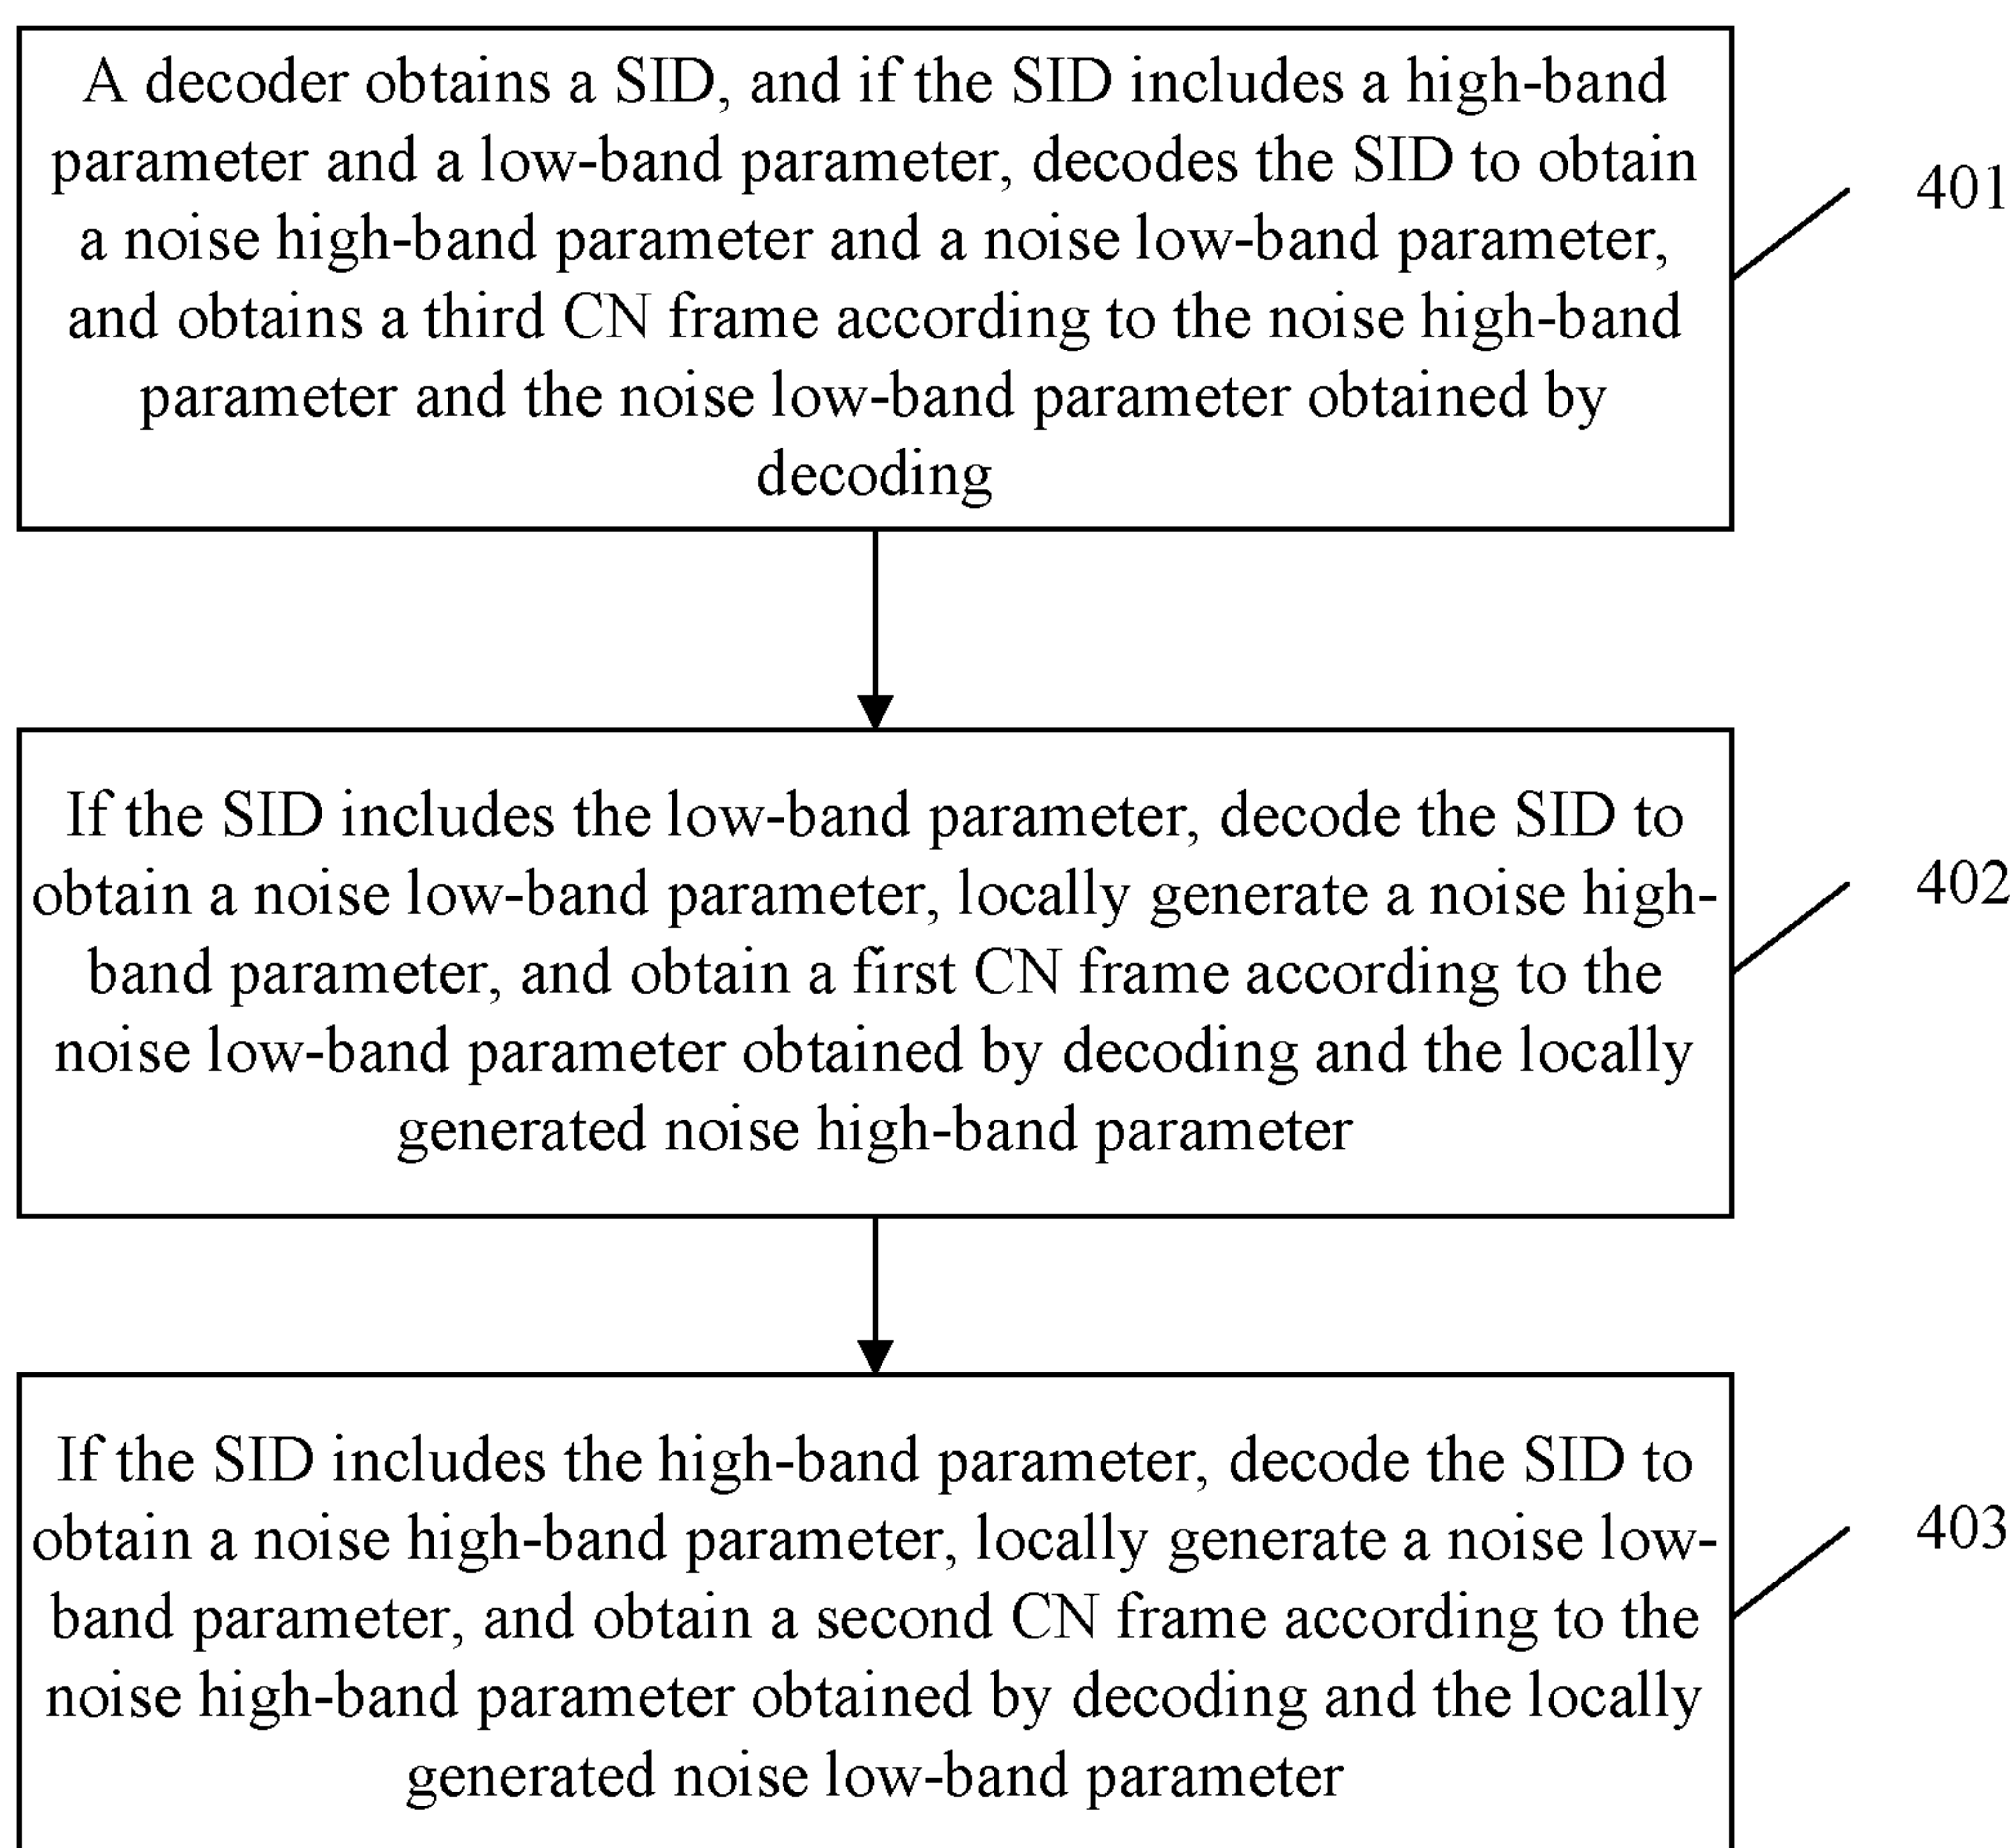 A decoder obtains a SID, and if the SID includes a high-band
parameter and a low-band parameter, decodes the SID to obtain
a noise high-band parameter and a noise low-band parameter,
and obtains a third CN frame according to the noise high-band
parameter and the noise low-band parameter obtained by
decoding
401
If the SID includes the low-band parameter, decode the SID to
obtain a noise low-band parameter, locally generate a noise high-
band parameter, and obtain a first CN frame according to the
noise low-band parameter obtained by decoding and the locally
generated noise high-band parameter
402
If the SID includes the high-band parameter, decode the SID to
obtain a noise high-band parameter, locally generate a noise low-
band parameter, and obtain a second CN frame according to the
noise high-band parameter obtained by decoding and the locally
generated noise low-band parameter
403